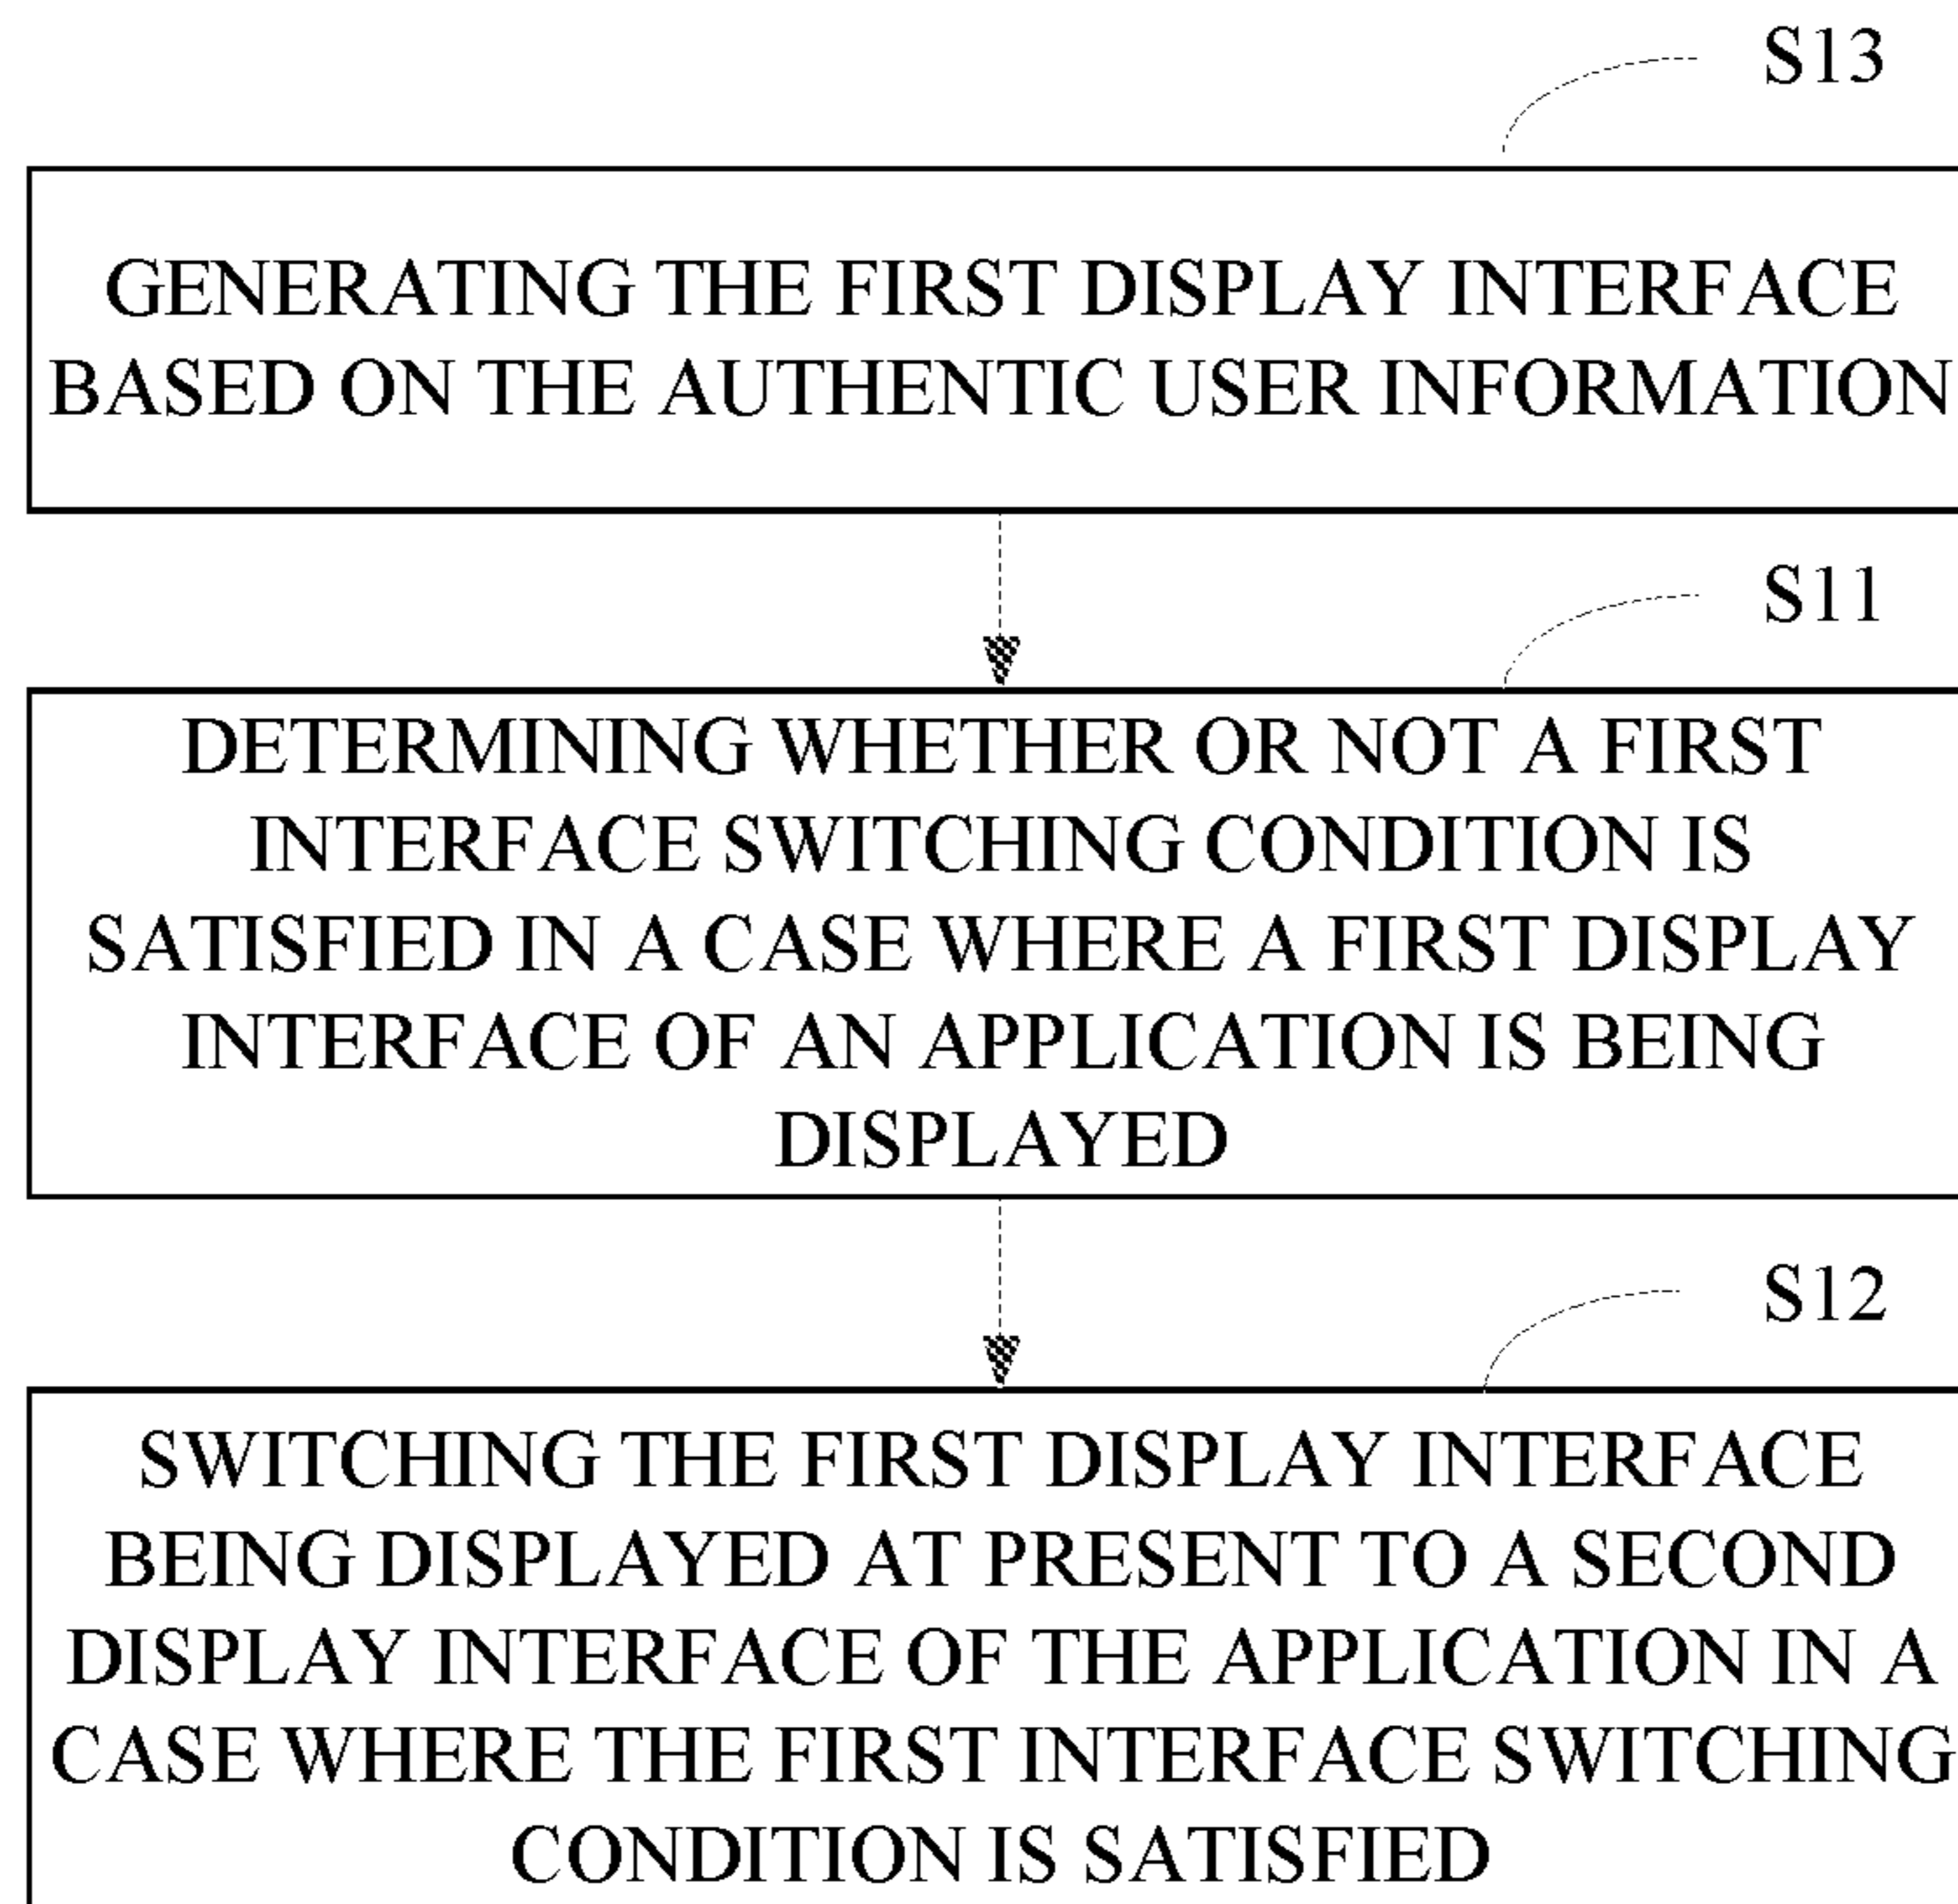 S13
GENERATING THE FIRST DISPLAY INTERFACE
BASED ON THE AUTHENTIC USER INFORMATION
S11
DETERMINING WHETHER OR NOT A FIRST
INTERFACE SWITCHING CONDITION IS
SATISFIED IN A CASE WHERE A FIRST DISPLAY
INTERFACE OF AN APPLICATION IS BEING
DISPLAYED
S12
SWITCHING THE FIRST DISPLAY INTERFACE
BEING DISPLAYED AT PRESENT TO A SECOND
DISPLAY INTERFACE OF THE APPLICATION IN A
CASE WHERE THE FIRST INTERFACE SWITCHING
CONDITION IS SATISFIED